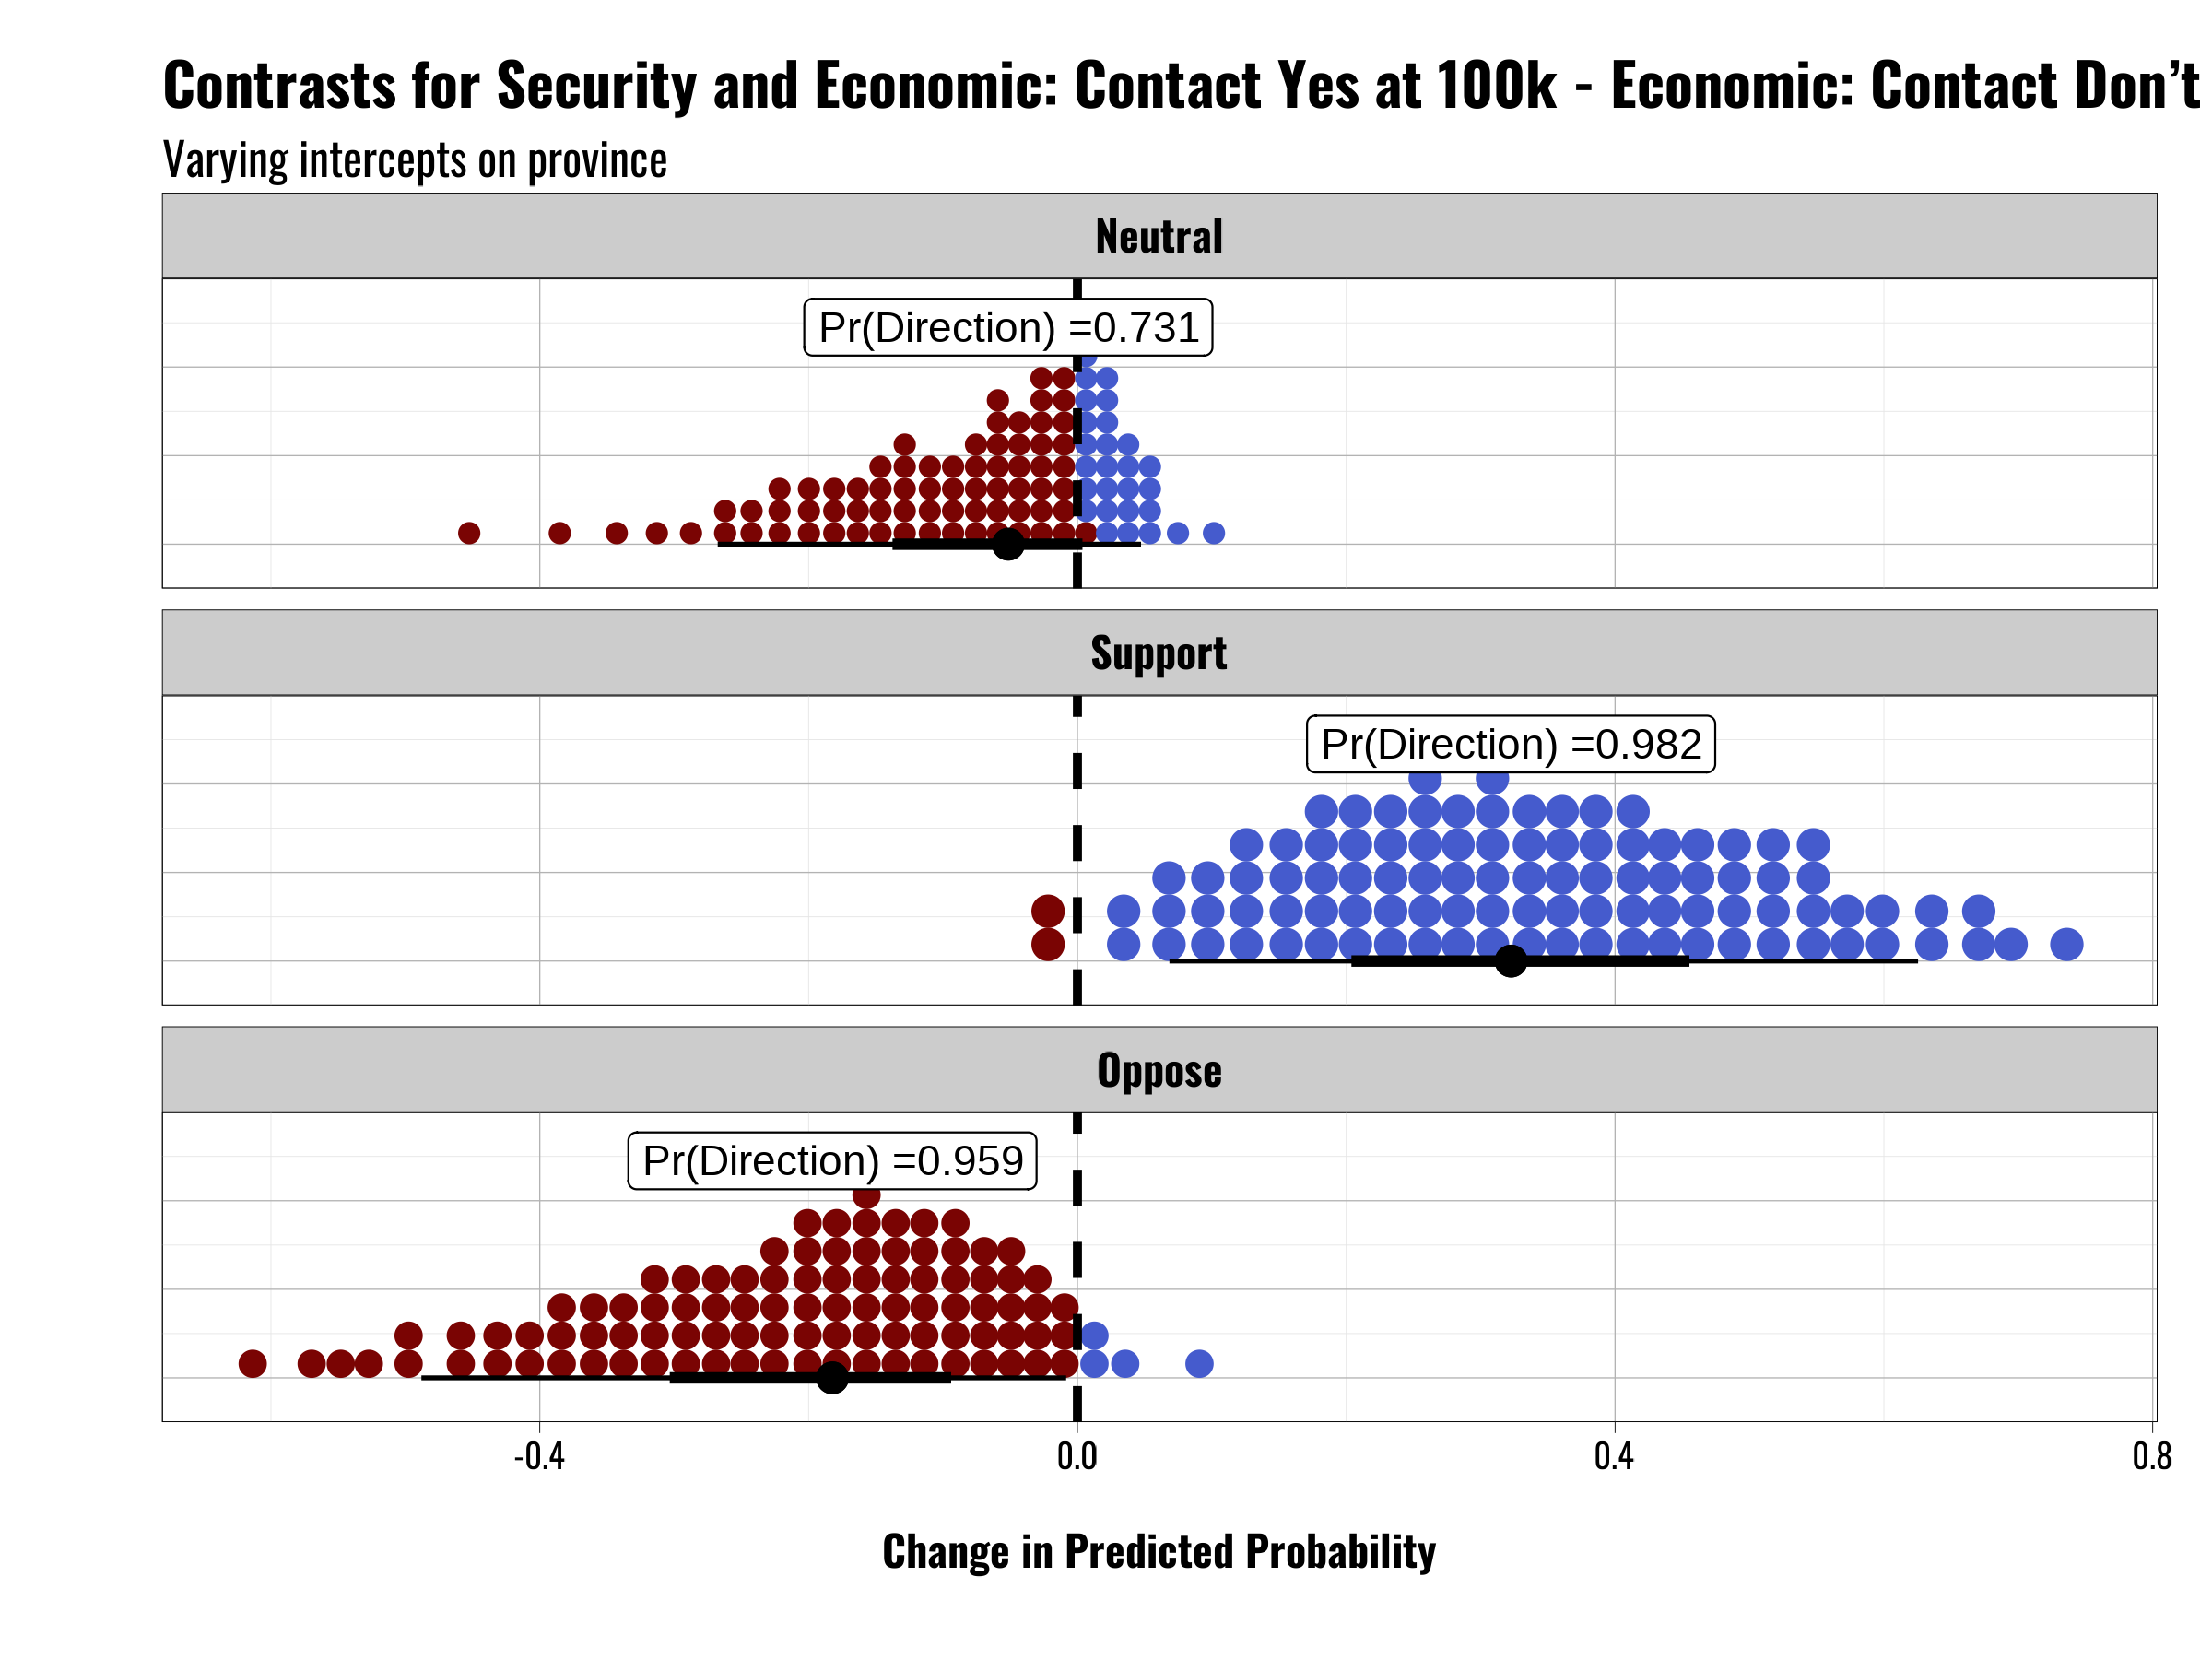 Contrasts for Security and Economic: Contact Yes at 100k - Economic: Contact Don’t
Varying intercepts on province
Neutral
Pr(Direction) =0.731
Support
Pr(Direction) =0.982
Oppose
Pr(Direction) =0.959
-0.4 0.0 0.4 0.8
Change in Predicted Probability